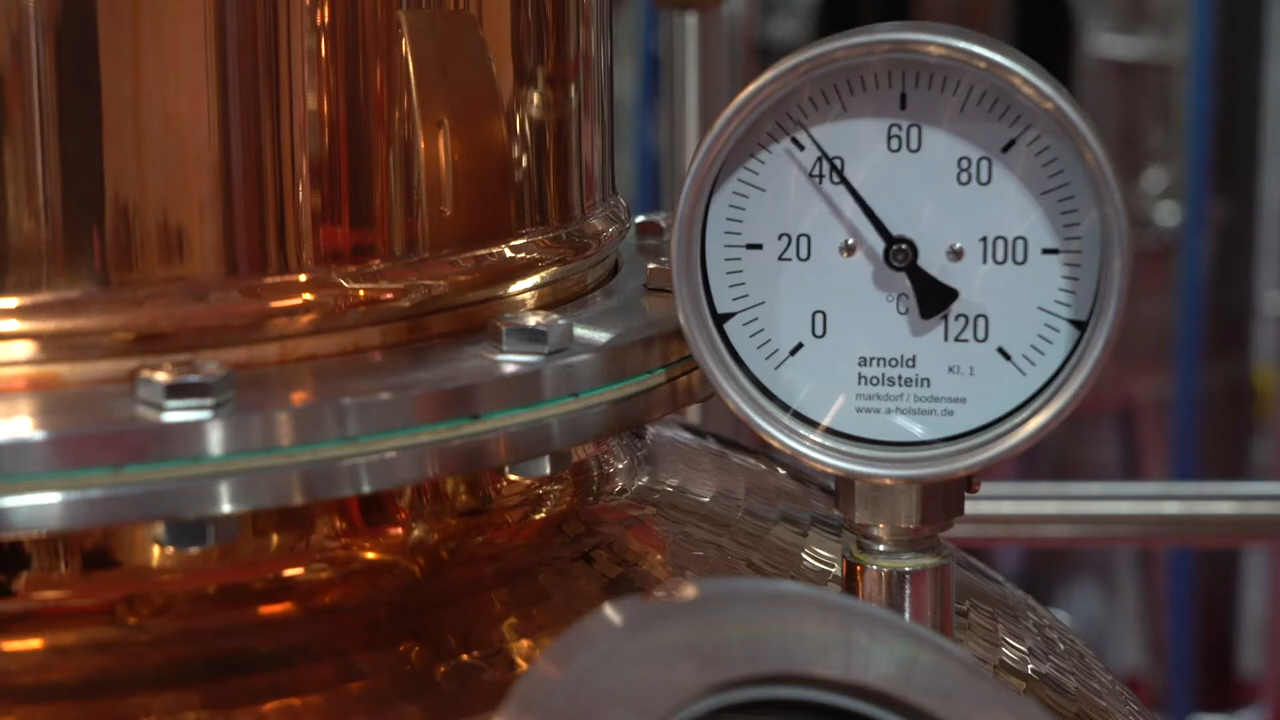 60
40
80
20
100
°C
0
120
arnold
holstein
Kl. 1
markdorf / bodensee
www.a-holstein.de